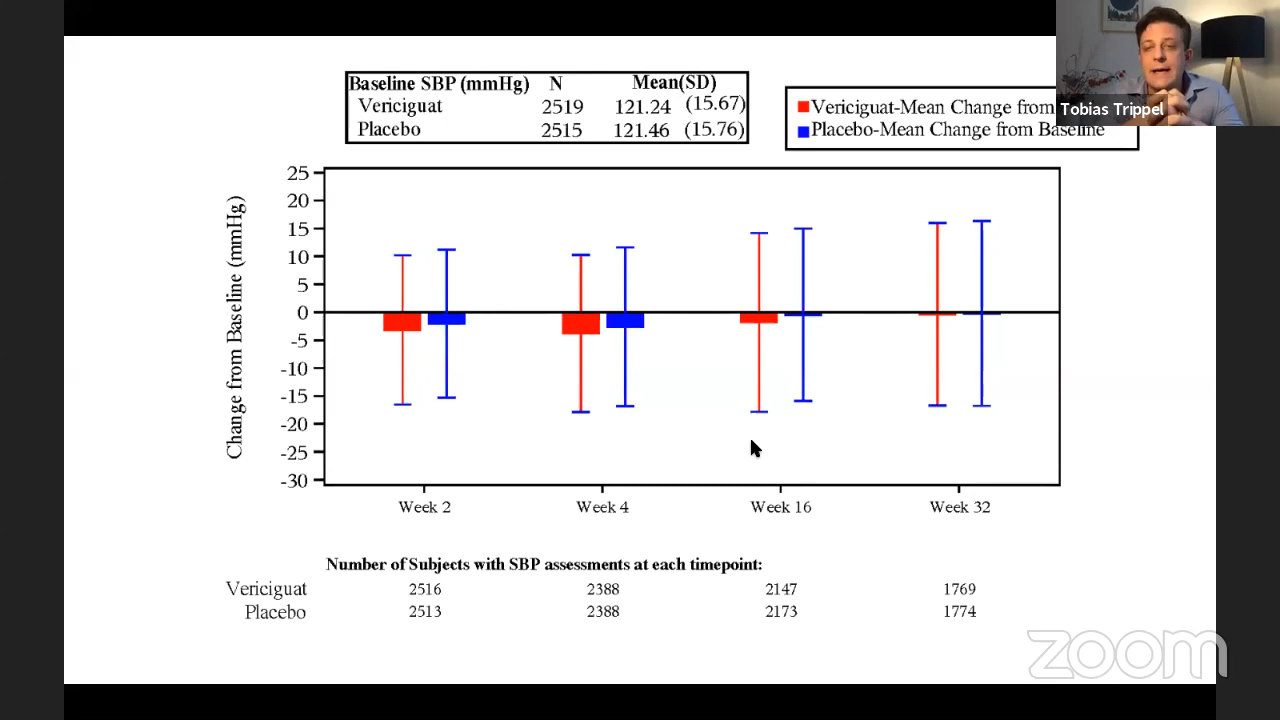 Baseline SBP (mmHg) N Mean(SD)
Vericiguat 2519 121.24 (15.67)
Placebo 2515 121.46 (15.76)
Vericiguat-Mean Change from
Placebo-Mean Change from Baseline
Tobias Trippel
Change from Baseline (mmHg)
25
20
15
10
5
0
-5
-10
-15
-20
-25
-30
Week 2 Week 4 Week 16 Week 32
Number of Subjects with SBP assessments at each timepoint:
Vericiguat 2516 2388 2147 1769
Placebo 2513 2388 2173 1774
zoom